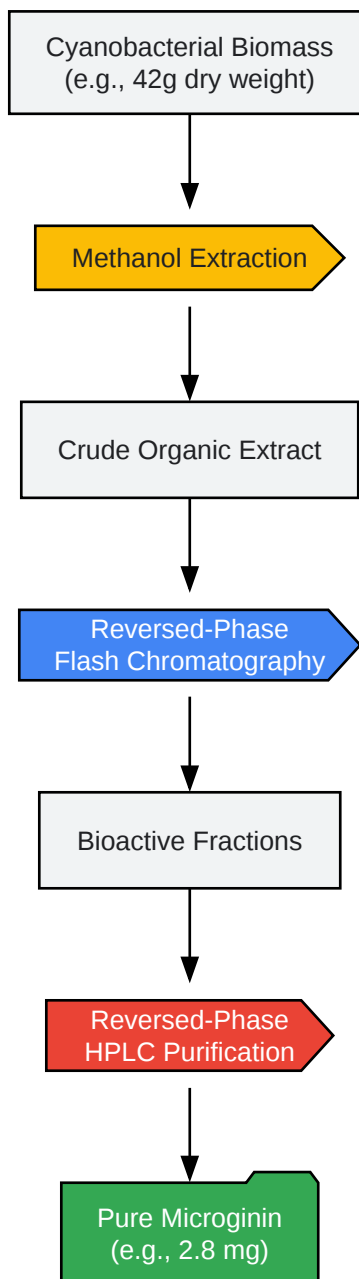 Cyanobacterial Biomass
(e.g., 42g dry weight)
Methanol Extraction
Crude Organic Extract
Reversed-Phase
Flash Chromatography
Bioactive Fractions
Reversed-Phase
HPLC Purification
Pure Microginin
(e.g., 2.8 mg)